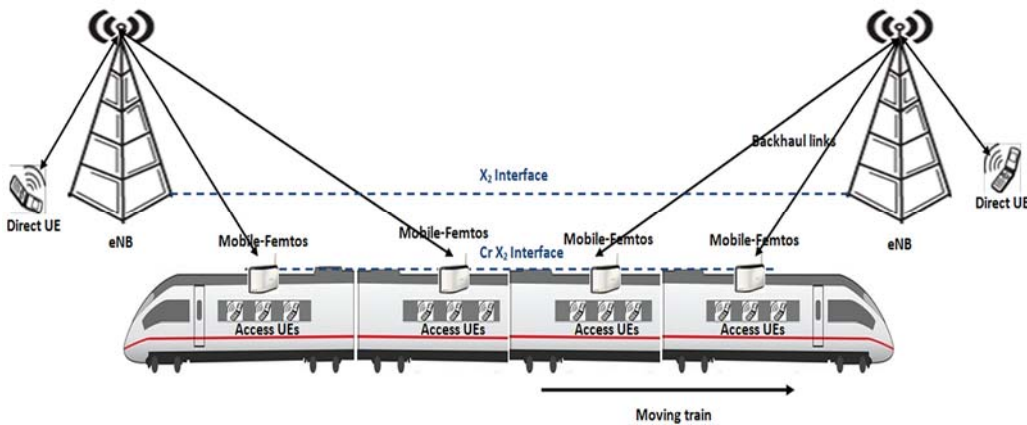 Backhaul links
X₂ Interface
Direct UE
Direct UE
eNB
eNB
Mobile-Femtos
Mobile-Femtos
Mobile-Femtos
Mobile-Femtos
Cr X₂ Interface
Access UEs
Access UEs
Access UEs
Access UEs
Moving train